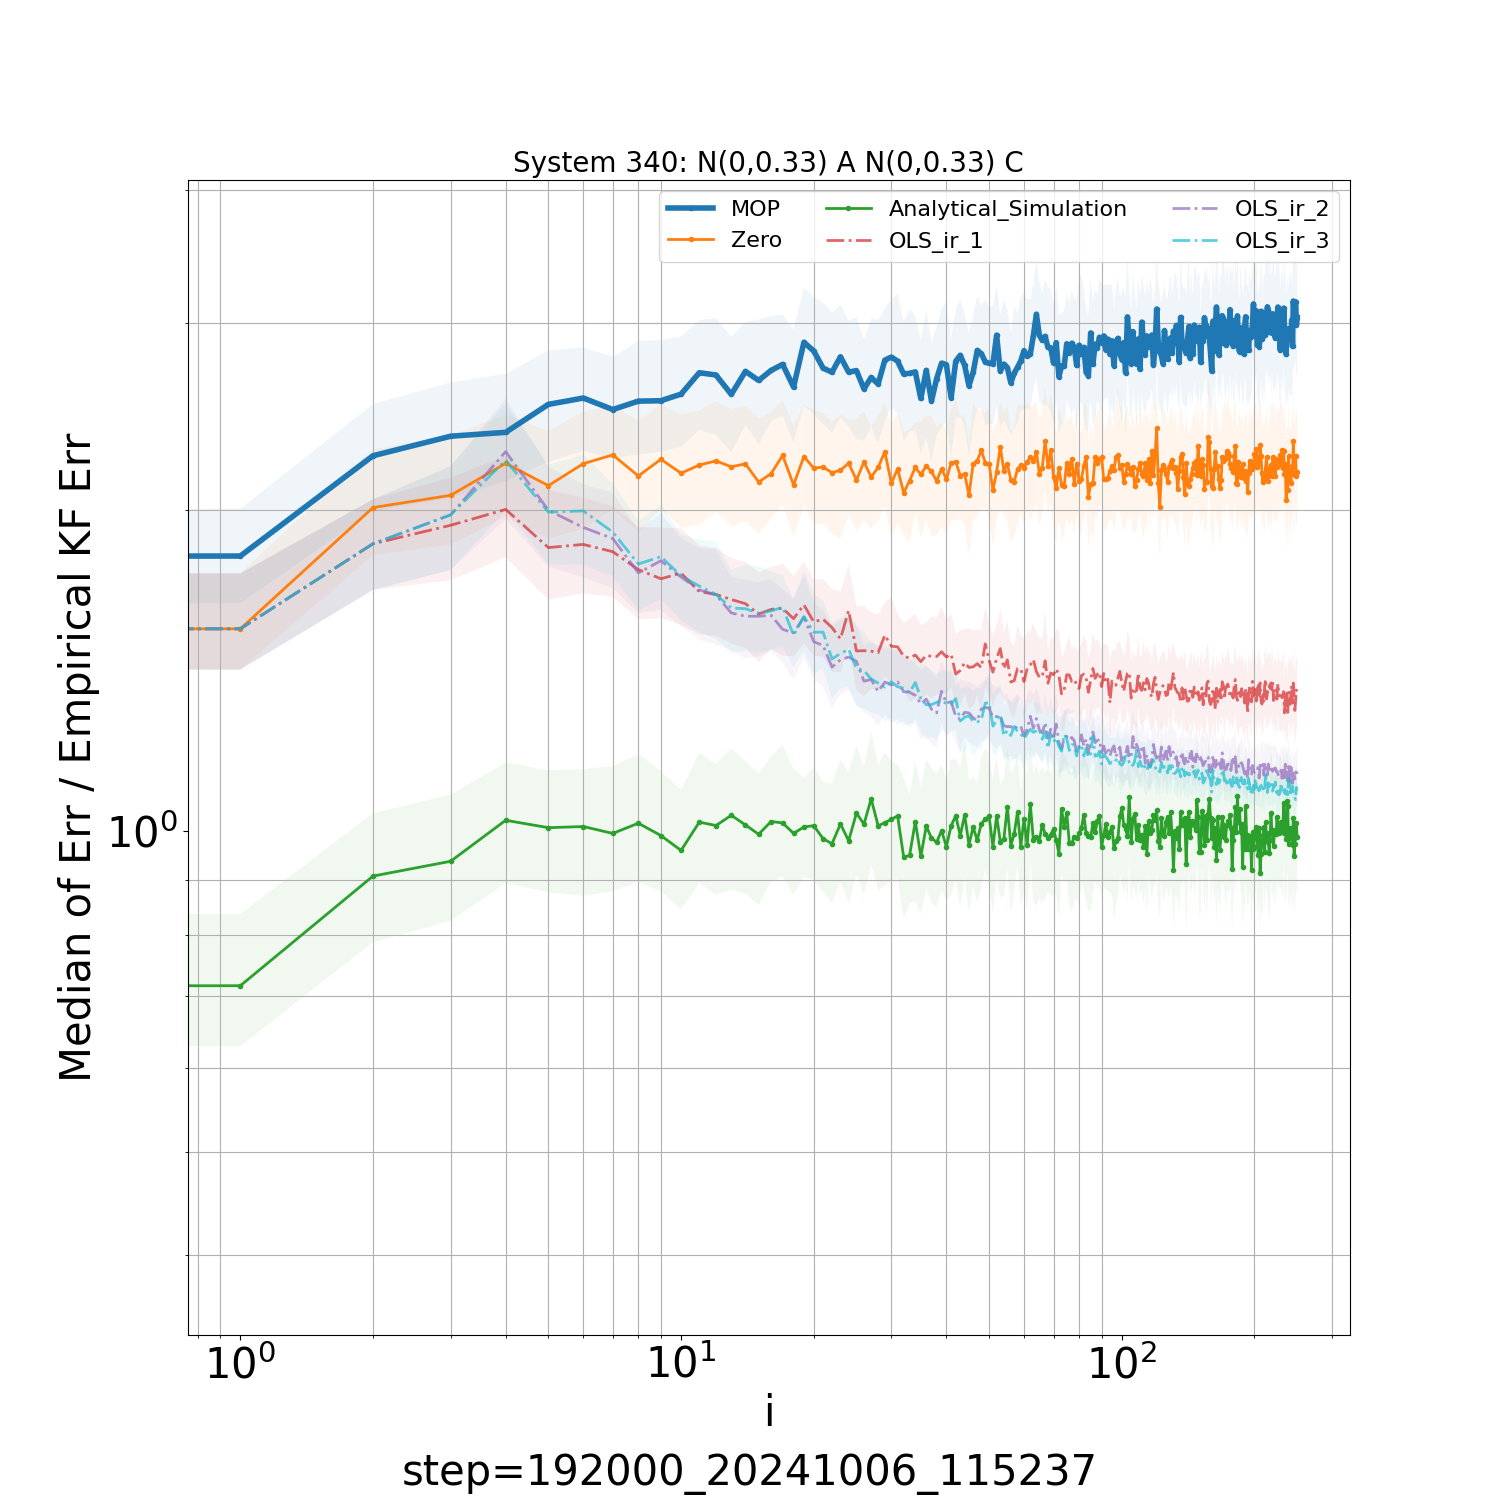 System 340: N(0,0.33) A N(0,0.33) C
MOP
Zero
Analytical_Simulation
OLS_ir_1
OLS_ir_2
OLS_ir_3
Median of Err / Empirical KF Err
10⁰
10⁰ 10¹ 10²
i
step=192000_20241006_115237